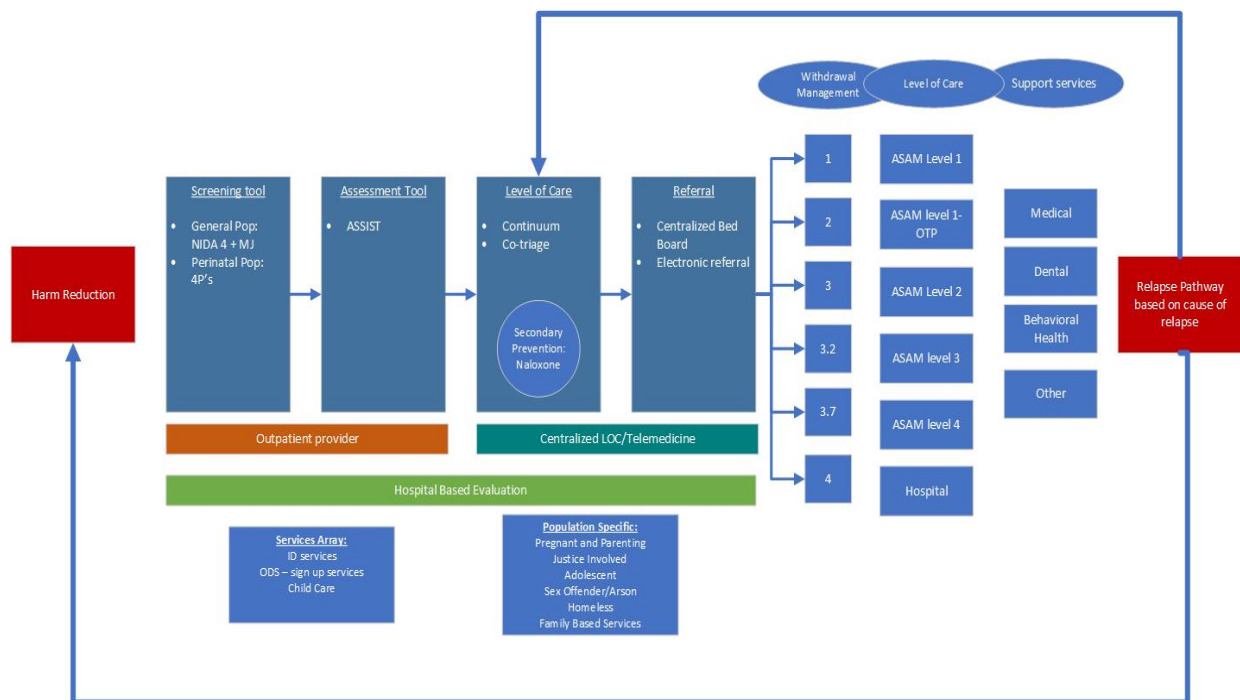 Withdrawal
Management
Level of Care
Support services
Harm Reduction
Screening tool
• General Pop:
NIDA 4 + MJ
• Perinatal Pop:
4P's
Assessment Tool
• ASSIST
Level of Care
• Continuum
• Co-triage
Secondary
Prevention:
Naloxone
Referral
• Centralized Bed
Board
• Electronic referral
1
2
3
3.2
3.7
4
ASAM Level 1
ASAM level 1-
OTP
ASAM Level 2
ASAM level 3
ASAM level 4
Hospital
Medical
Dental
Behavioral
Health
Other
Relapse Pathway
based on cause of
relapse
Outpatient provider
Centralized LOC/Telemedicine
Hospital Based Evaluation
Services Array:
ID services
ODS – sign up services
Child Care
Population Specific:
Pregnant and Parenting
Justice Involved
Adolescent
Sex Offender/Arson
Homeless
Family Based Services